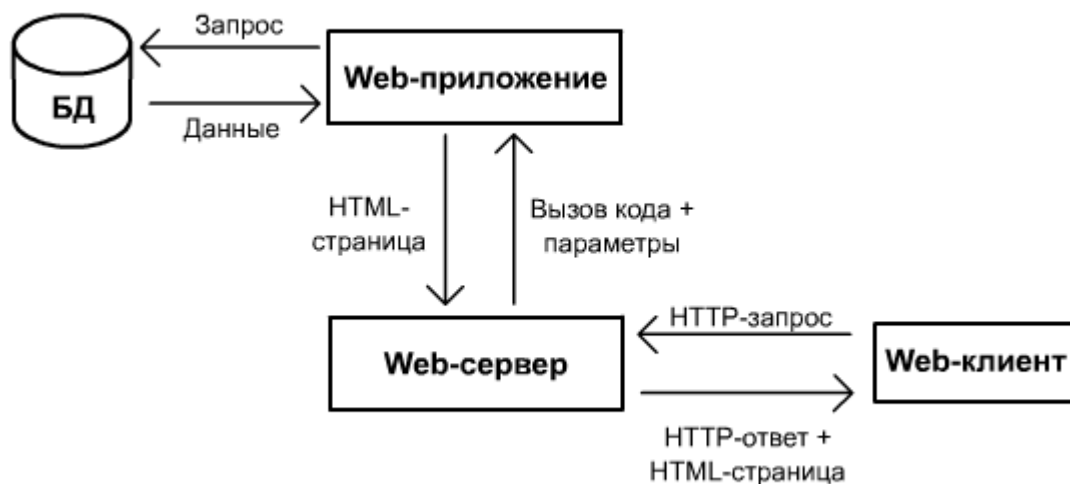 Запрос
Web-приложение
БД
Данные
HTML-
страница
Вызов кода +
параметры
HTTP-запрос
Web-сервер
Web-клиент
HTTP-ответ +
HTML-страница